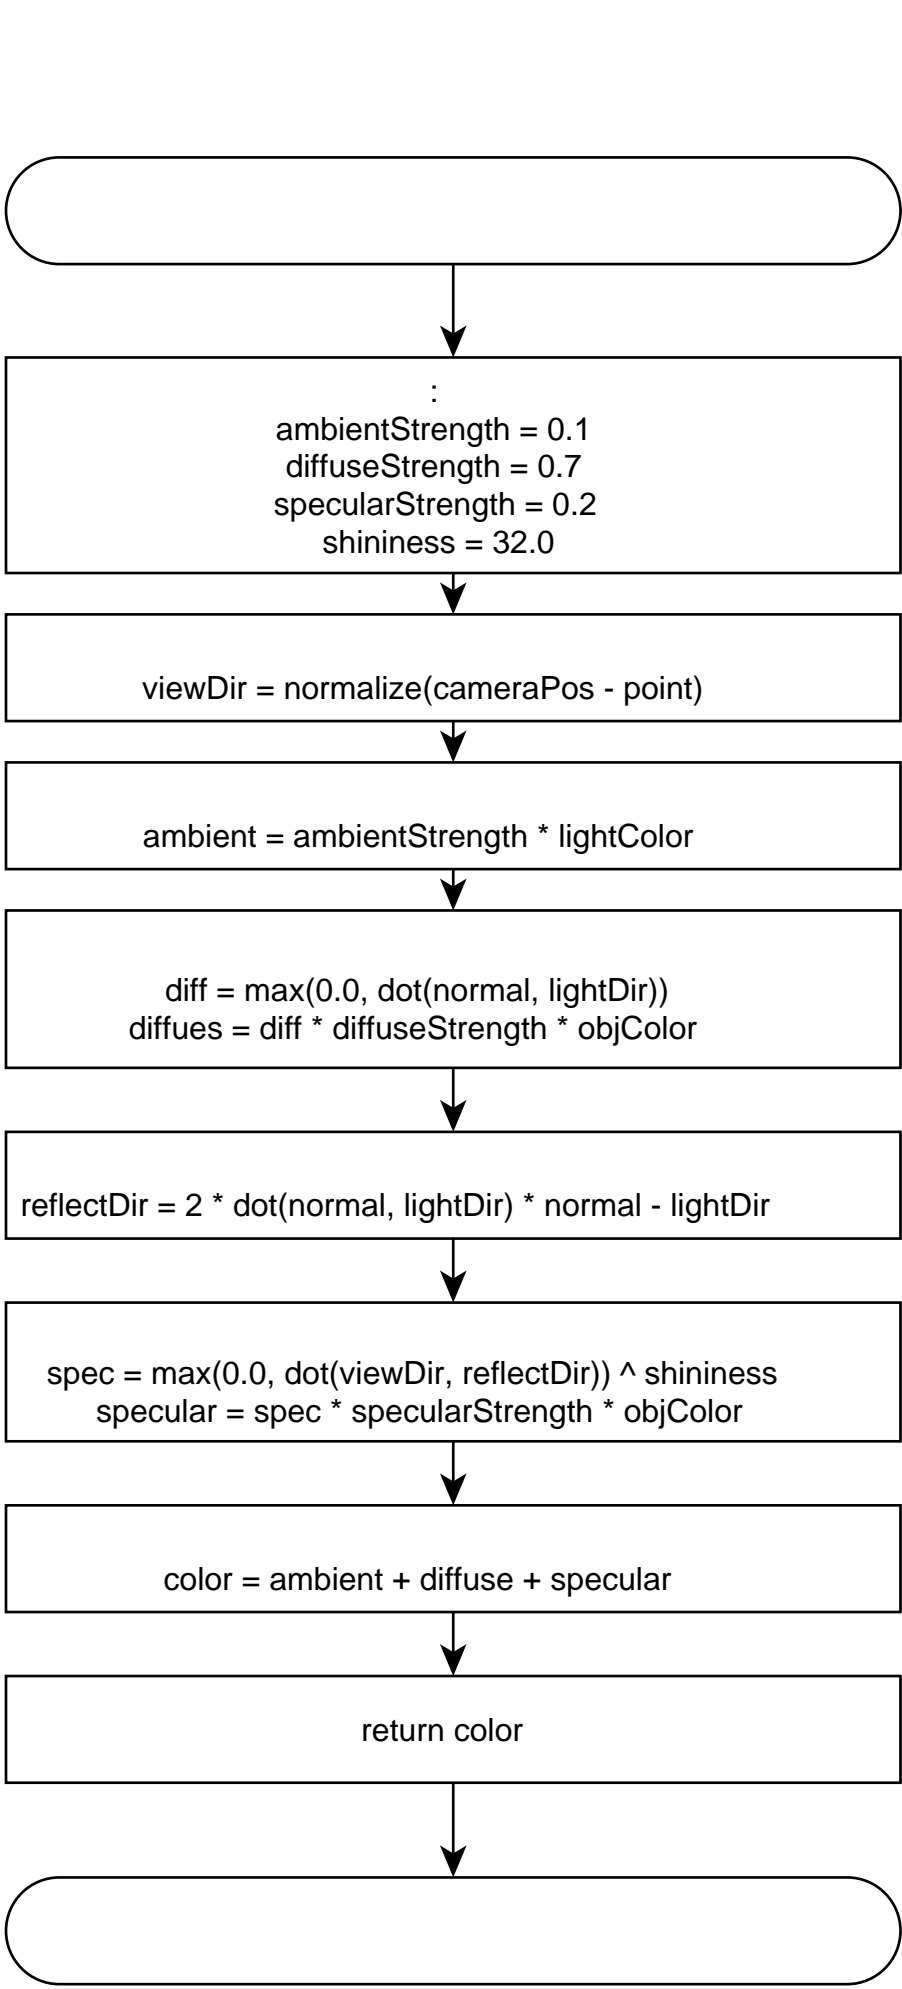 :
ambientStrength = 0.1
diffuseStrength = 0.7
specularStrength = 0.2
shininess = 32.0
viewDir = normalize(cameraPos - point)
ambient = ambientStrength * lightColor
diff = max(0.0, dot(normal, lightDir))
diffues = diff * diffuseStrength * objColor
reflectDir = 2 * dot(normal, lightDir) * normal - lightDir
spec = max(0.0, dot(viewDir, reflectDir)) ^ shininess
specular = spec * specularStrength * objColor
color = ambient + diffuse + specular
return color